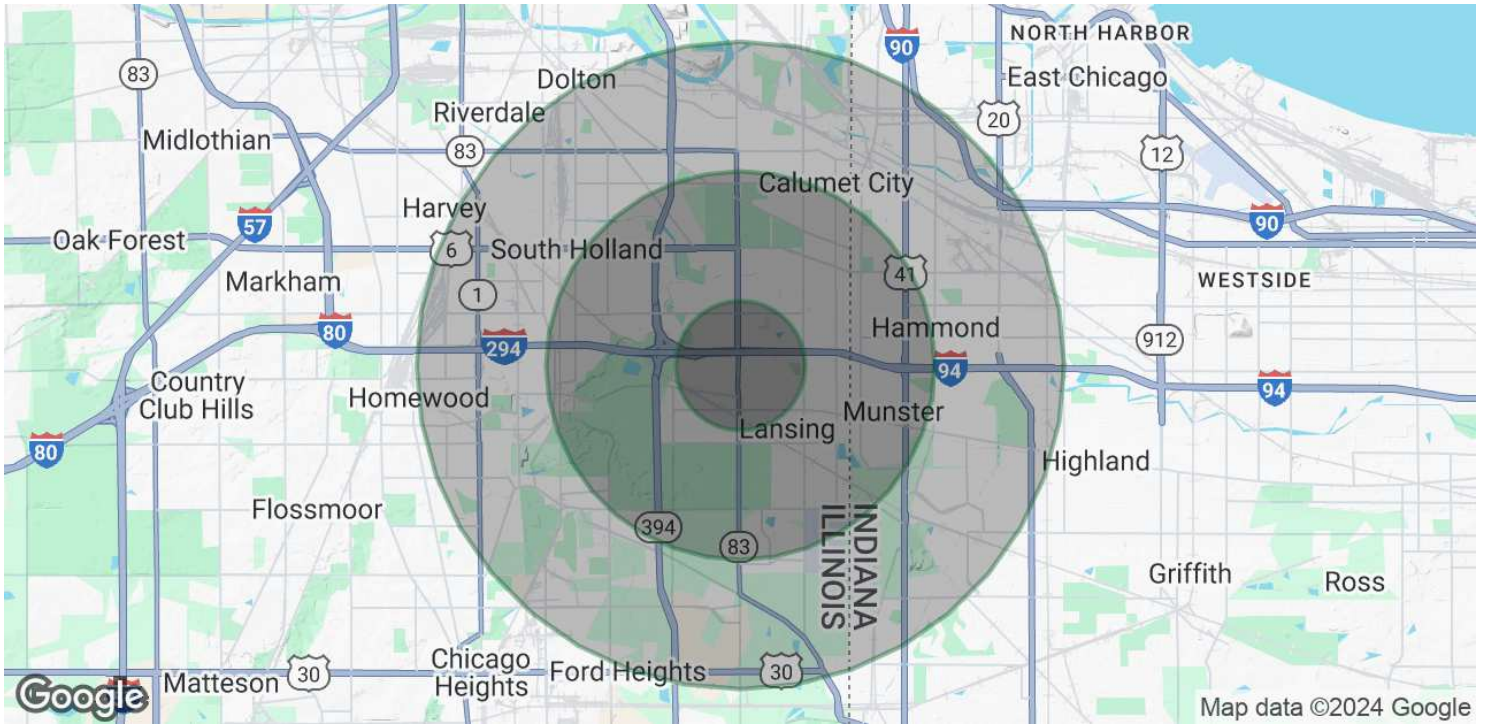 NORTH HARBOR
90
83
Dolton
East Chicago
Riverdale
20
Midlothian
83
12
Calumet City
Harvey
57
90
Oak Forest
6
South Holland
41
WESTSIDE
Markham
1
80
Hammond
912
294
94
94
Country
Club Hills
Homewood
Munster
Lansing
80
Highland
Flossmoor
394
INDIANA
ILLINOIS
83
Griffith
Ross
Chicago
Heights
Ford Heights
30
30
Matteson
Google
Map data ©2024 Google